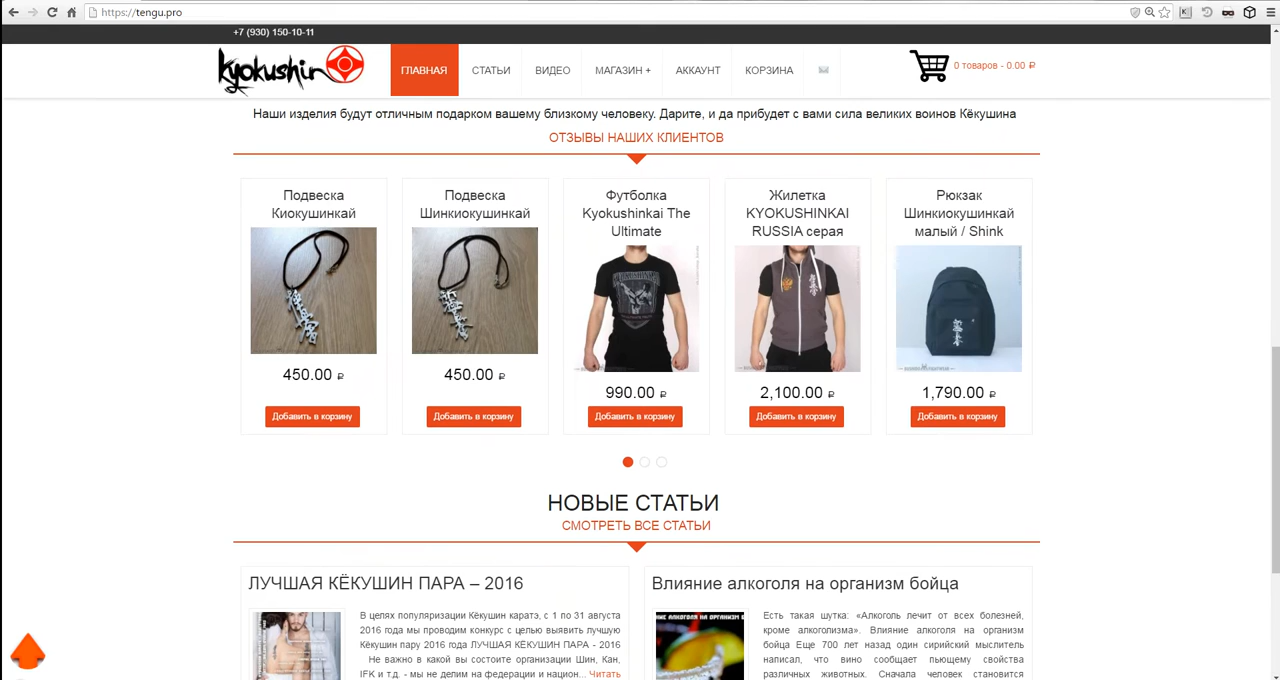 https://tengu.pro
+7 (930) 150-10-11
kyokushin
ГЛАВНАЯ
СТАТЬИ
ВИДЕО
МАГАЗИН +
АККАУНТ
КОРЗИНА
0 товаров - 0.00 ₽
Наши изделия будут отличным подарком вашему близкому человеку. Дарите, и да прибудет с вами сила великих воинов Кёкушина
ОТЗЫВЫ НАШИХ КЛИЕНТОВ
Подвеска
Киокушинкай
450.00 ₽
Добавить в корзину
Подвеска
Шинкиокушинкай
450.00 ₽
Добавить в корзину
Футболка
Kyokushinkai The
Ultimate
990.00 ₽
Добавить в корзину
Жилетка
KYOKUSHINKAI
RUSSIA серая
2,100.00 ₽
Добавить в корзину
Рюкзак
Шинкиокушинкай
малый / Shink
1,790.00 ₽
Добавить в корзину
НОВЫЕ СТАТЬИ
СМОТРЕТЬ ВСЕ СТАТЬИ
ЛУЧШАЯ КЁКУШИН ПАРА – 2016
В целях популяризации Кёкушин каратэ, с 1 по 31 августа
2016 года мы проводим конкурс с целью выявить лучшую
Кёкушин пару 2016 года ЛУЧШАЯ КЁКУШИН ПАРА - 2016
Не важно в какой вы состоите организации Шин, Кан,
IFK и т.д. - мы не делим на федерации и национ... Читать
Влияние алкоголя на организм бойца
ИЕ АЛКОГОЛЯ НА ОРГАНИЗМ Б
Есть такая шутка: «Алкоголь лечит от всех болезней,
кроме алкоголизма». Влияние алкоголя на организм
бойца Еще 700 лет назад один сирийский мыслитель
написал, что вино сообщает пьющему свойства
различных животных. Сначала человек становится